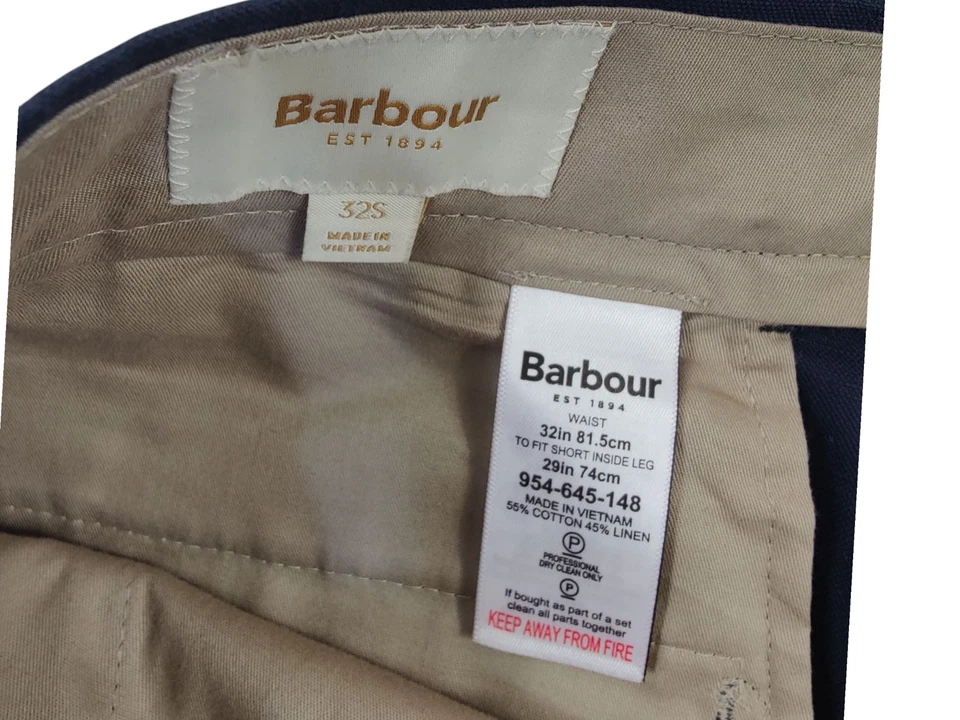 Barbour
EST 1894
32S
MADE IN
VIETNAM
Barbour
EST 1894
WAIST
32in 81.5cm
TO FIT SHORT INSIDE LEG
29in 74cm
954-645-148
MADE IN VIETNAM
55% COTTON 45% LINEN
P
PROFESSIONAL
DRY CLEAN ONLY
P
If bought as part of a set
clean all parts together
KEEP AWAY FROM FIRE